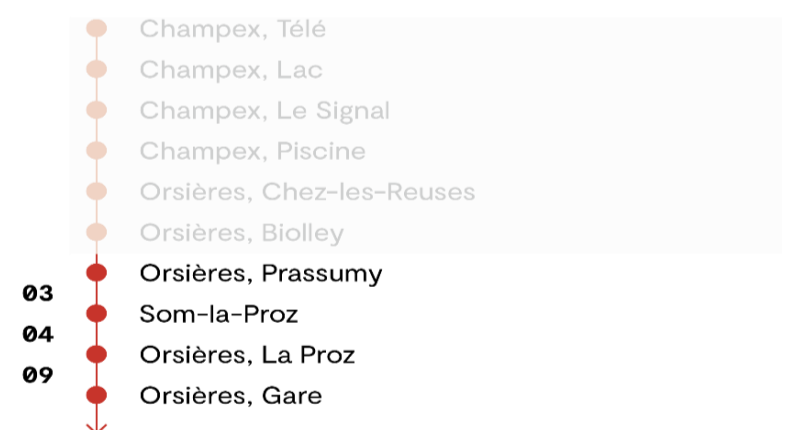 Champex, Télé
Champex, Lac
Champex, Le Signal
Champex, Piscine
Orsières, Chez-les-Reuses
Orsières, Biolley
Orsières, Prassumy
03
Som-la-Proz
04
Orsières, La Proz
09
Orsières, Gare